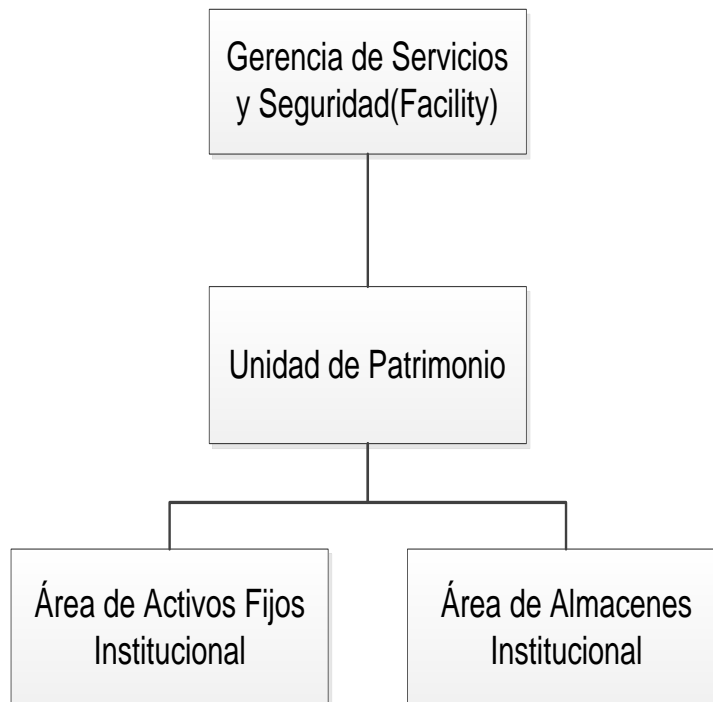 Gerencia de Servicios
y Seguridad(Facility)
Unidad de Patrimonio
Área de Activos Fijos
Institucional
Área de Almacenes
Institucional